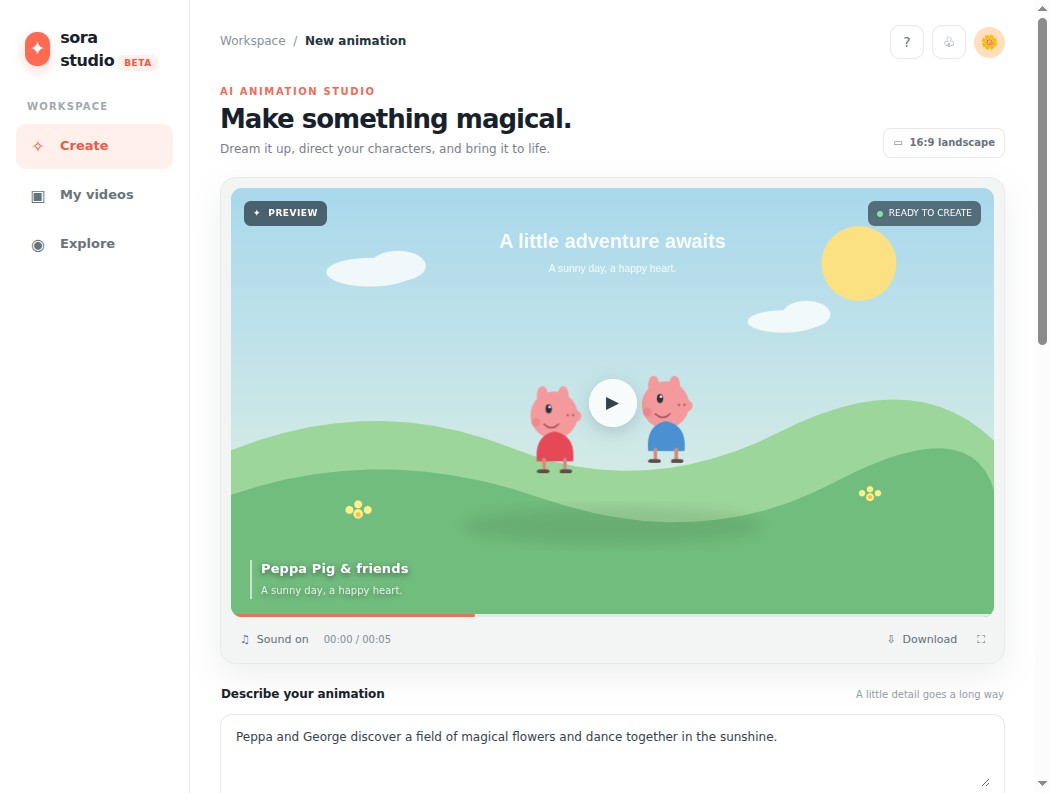 sora
studio BETA
WORKSPACE
Create
My videos
Explore
Workspace / New animation
?
AI ANIMATION STUDIO
Make something magical.
Dream it up, direct your characters, and bring it to life.
16:9 landscape
PREVIEW
READY TO CREATE
A little adventure awaits
A sunny day, a happy heart.
Peppa Pig & friends
A sunny day, a happy heart.
Sound on
00:00 / 00:05
Download
Describe your animation
A little detail goes a long way
Peppa and George discover a field of magical flowers and dance together in the sunshine.